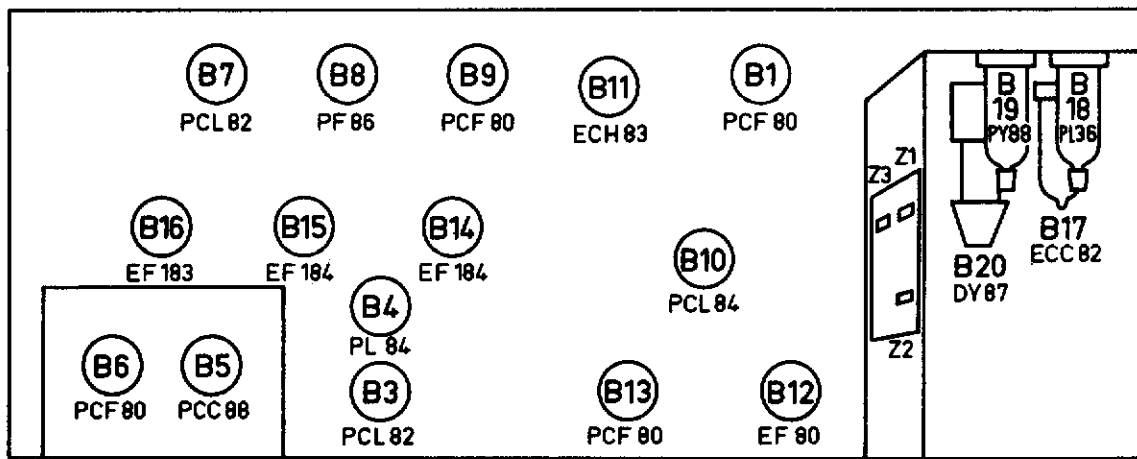 B7
PCL 82
B8
PF 86
B9
PCF 80
B11
ECH 83
B1
PCF 80
B
19
PY88
B
18
PL36
Z1
Z3
Z2
B17
ECC 82
B20
DY 87
B16
EF 183
B15
EF 184
B14
EF 184
B10
PCL 84
B4
PL 84
B6
PCF 80
B5
PCC 88
B3
PCL 82
B13
PCF 80
B12
EF 80